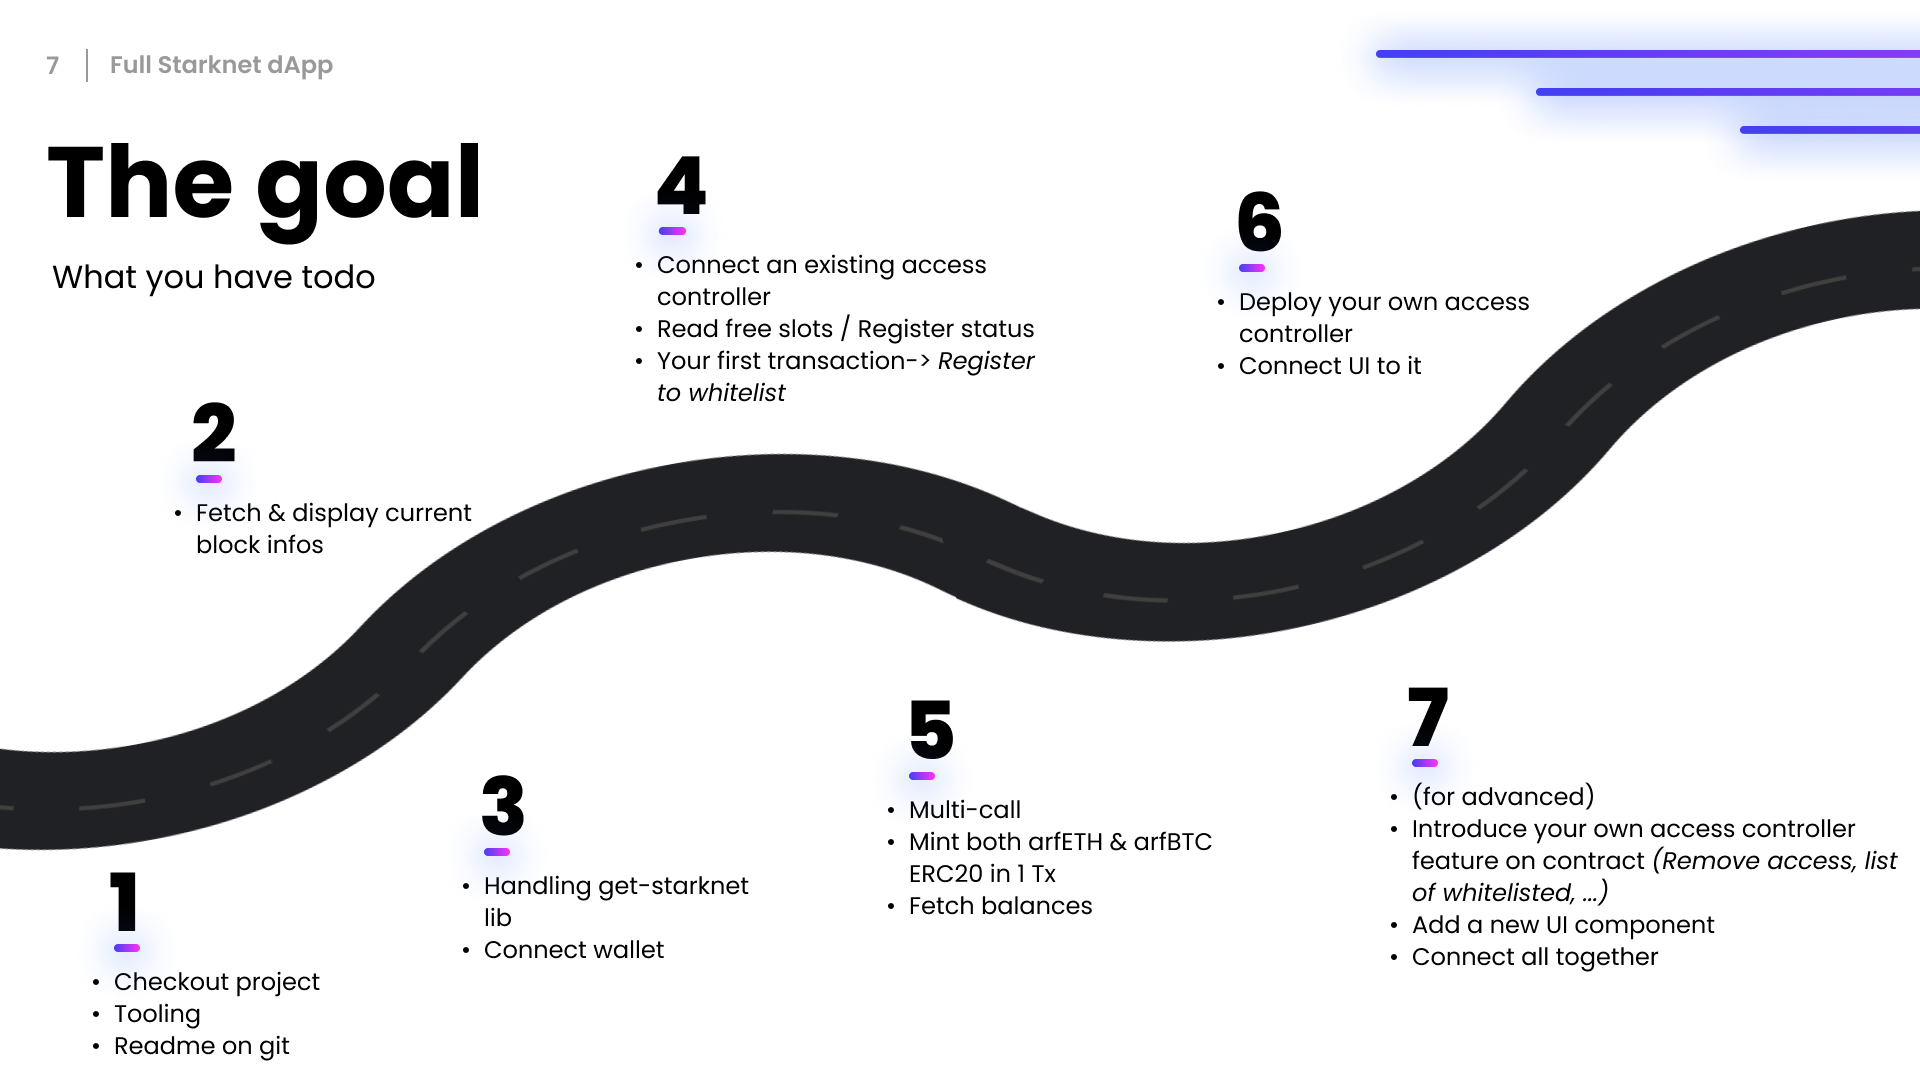 7 | Full Starknet dApp
The goal
What you have todo
1
• Checkout project
• Tooling
• Readme on git
2
• Fetch & display current
block infos
3
• Handling get-starknet
lib
• Connect wallet
4
• Connect an existing access
controller
• Read free slots / Register status
• Your first transaction-> Register
to whitelist
5
• Multi-call
• Mint both arfETH & arfBTC
ERC20 in 1 Tx
• Fetch balances
6
• Deploy your own access
controller
• Connect UI to it
7
• (for advanced)
• Introduce your own access controller
feature on contract (Remove access, list
of whitelisted, ...)
• Add a new UI component
• Connect all together